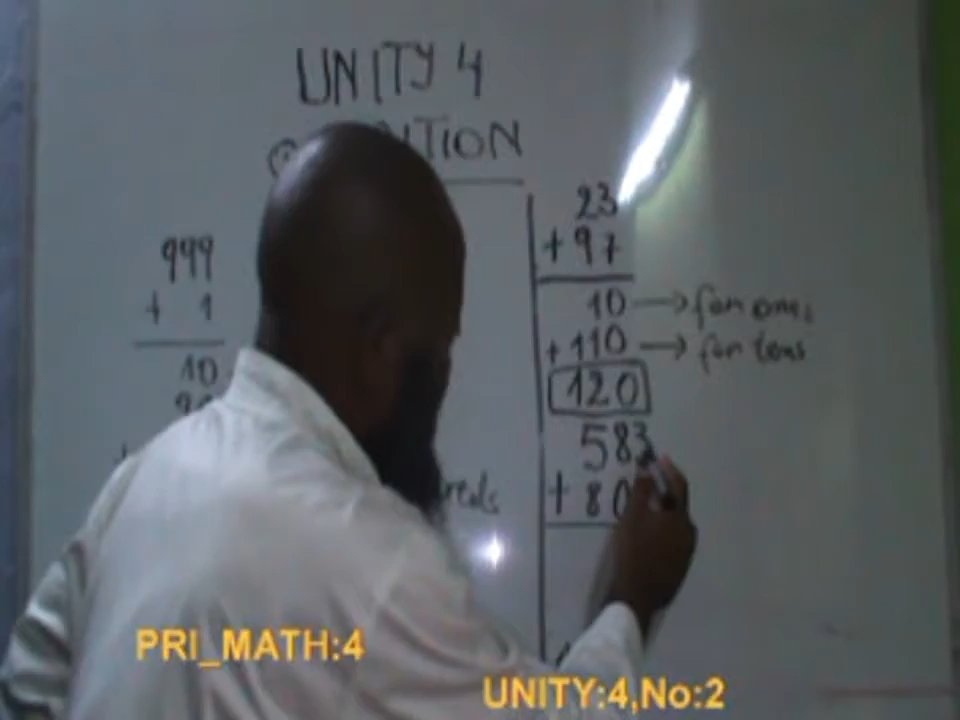 UNITY 4
999
+ 1
10
23
+ 97
10 → for ones
+110 → for tens
120
583
+ 80
PRI_MATH:4
UNITY:4,No:2